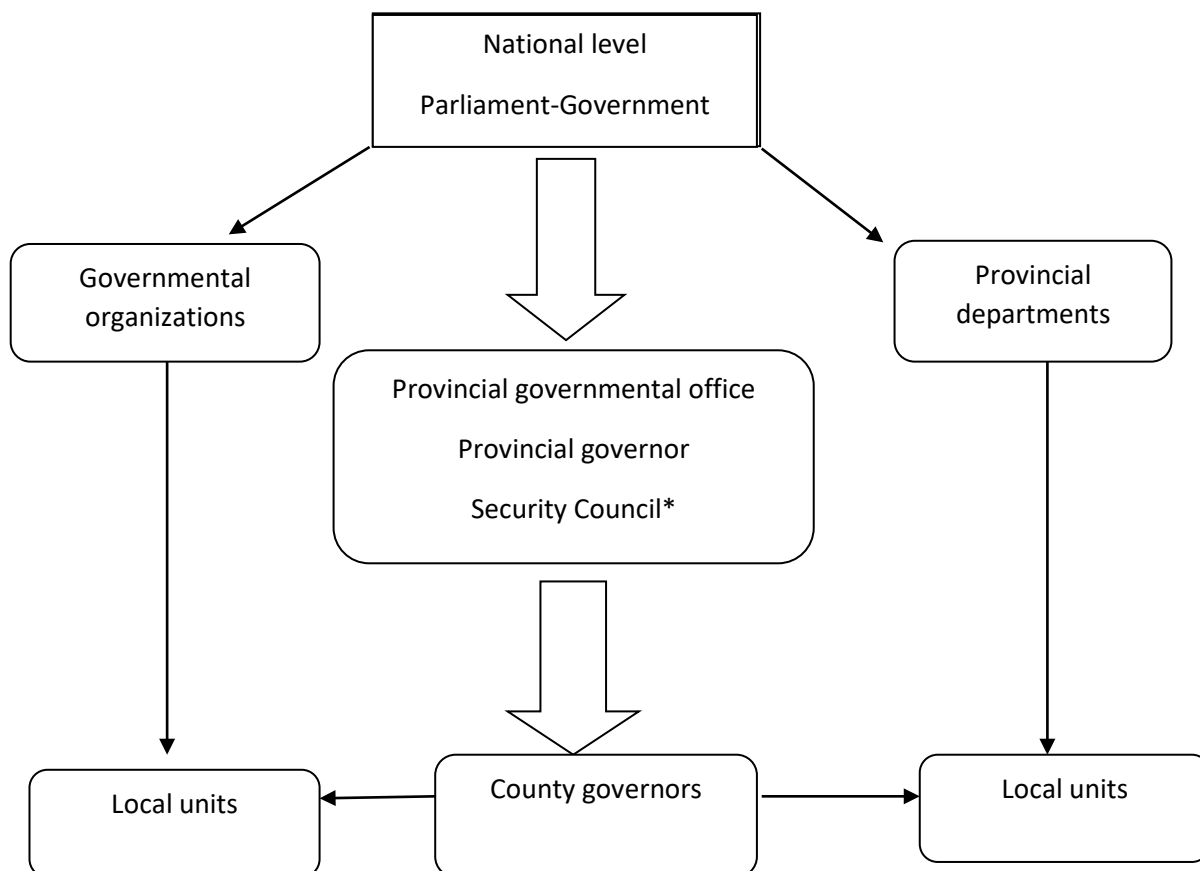 National level
Parliament-Government
Governmental
organizations
Provincial
departments
Provincial governmental office
Provincial governor
Security Council*
Local units
County governors
Local units